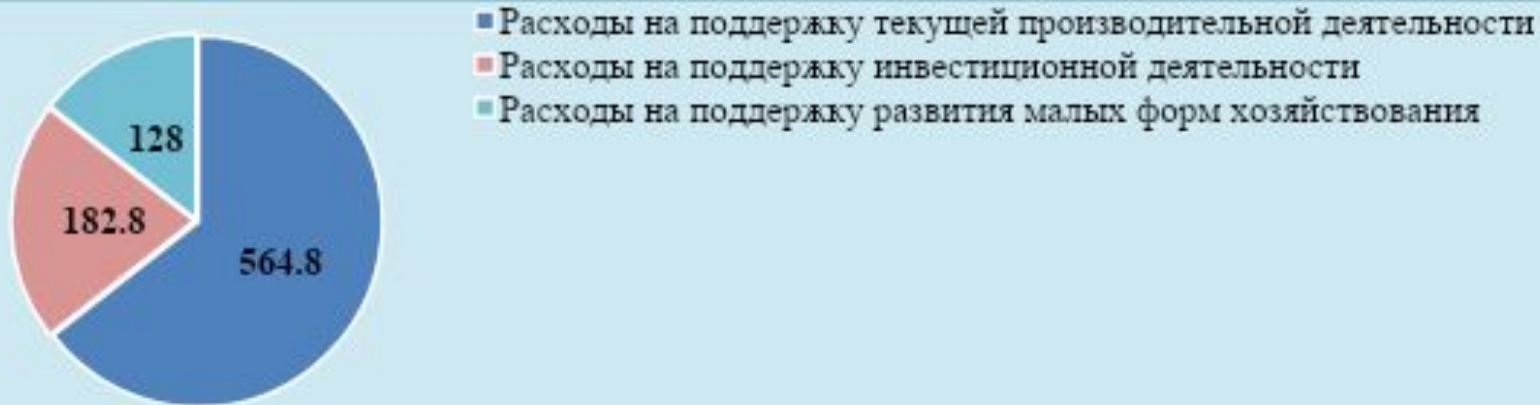 Расходы на поддержку текущей производительной деятельности
Расходы на поддержку инвестиционной деятельности
Расходы на поддержку развития малых форм хозяйствования
128
182.8
564.8